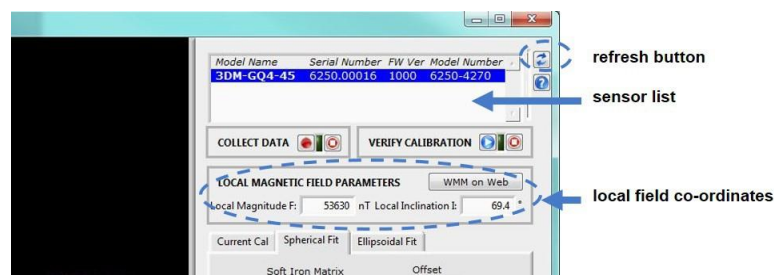 refresh button
Model Name Serial Number FW Ver Model Number
3DM-GQ4-45 6250.00016 1000 6250-4270
sensor list
COLLECT DATA VERIFY CALIBRATION
LOCAL MAGNETIC FIELD PARAMETERS WMM on Web
local field co-ordinates
Local Magnitude F: 53630 nT Local Inclination I: 69.4 °
Current Cal Spherical Fit Ellipsoidal Fit
Soft Iron Matrix Offset